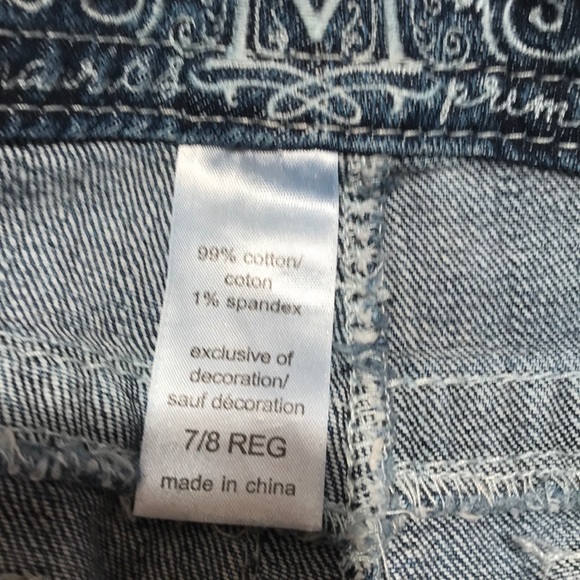 M
99% cotton/
coton
1% spandex
exclusive of
decoration/
sauf décoration
7/8 REG
made in china